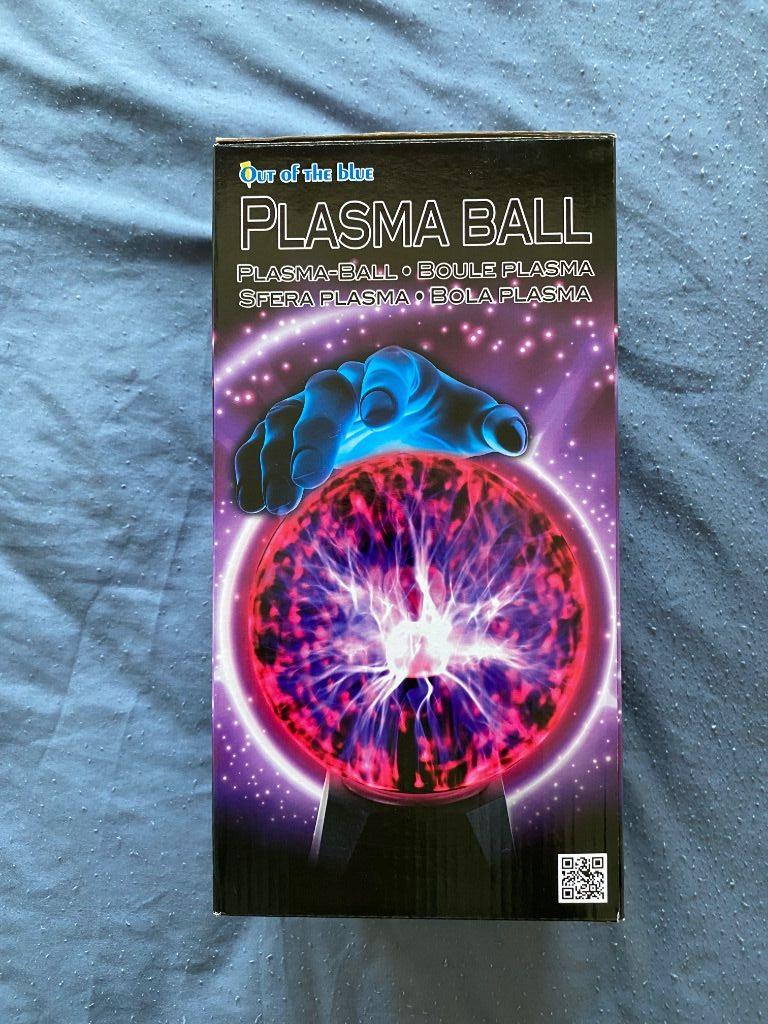 Out of the blue
PLASMA BALL
PLASMA-BALL • BOULE PLASMA
SFERA PLASMA • BOLA PLASMA